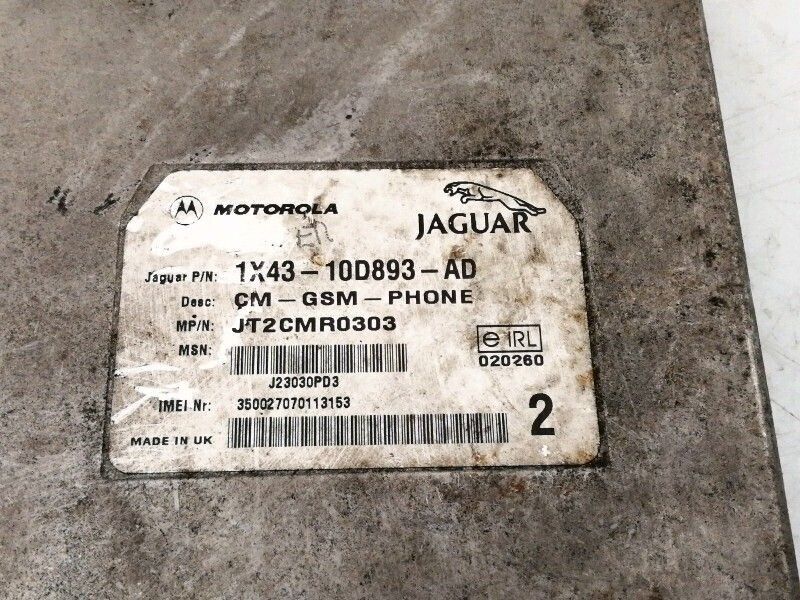 MOTOROLA
JAGUAR
Jaguar P/N: 1X43-10D893-AD
Desc: CM-GSM-PHONE
MP/N: JT2CMR0303
MSN:
J23030PD3
e IRL
020260
IMEI Nr: 350027070113153
MADE IN UK
2